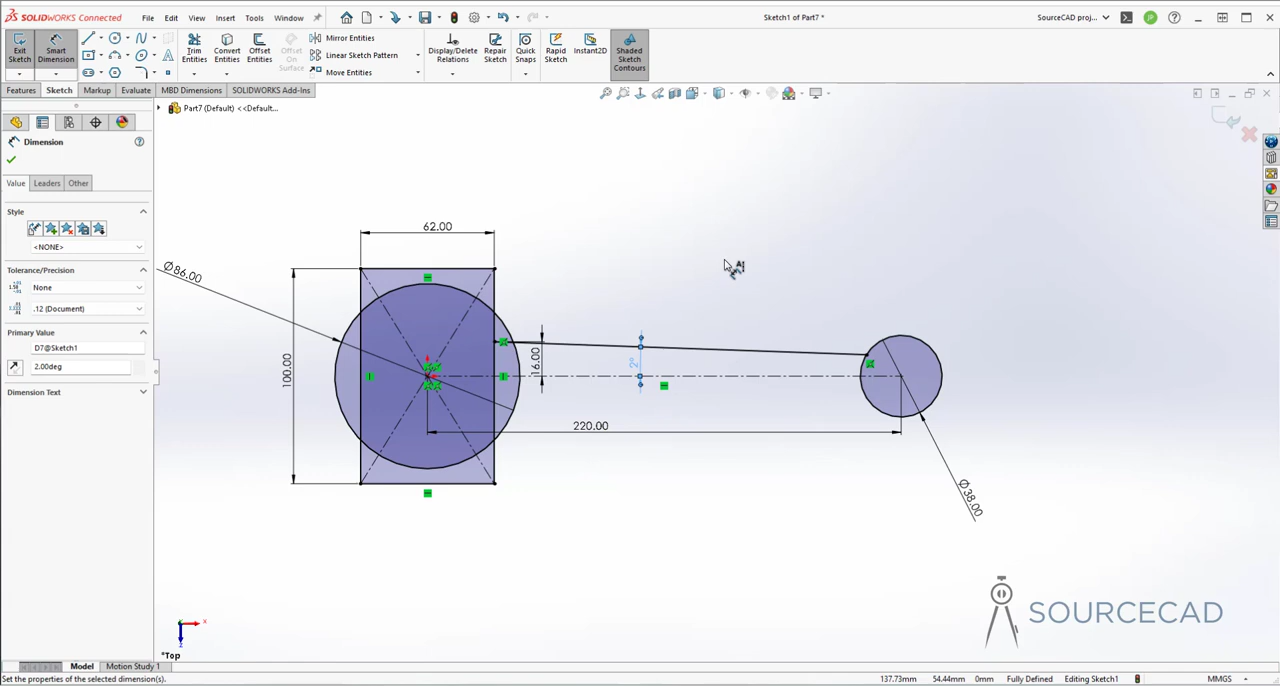 SOLIDWORKS Connected
File Edit View Insert Tools Window
Sketch1 of Part7 *
SourceCAD proj...
JP
Exit Sketch
Smart Dimension
Trim Entities
Convert Entities
Offset Entities
Offset On Surface
Mirror Entities
Linear Sketch Pattern
Move Entities
Display/Delete Relations
Repair Sketch
Quick Snaps
Rapid Sketch
Instant2D
Shaded Sketch Contours
Features Sketch Markup Evaluate MBD Dimensions SOLIDWORKS Add-Ins
Part7 (Default) <<Default...
Dimension
Value Leaders Other
Style
<NONE>
Tolerance/Precision
None
.12 (Document)
Primary Value
D7@Sketch1
2.00deg
Dimension Text
62.00
Ø86.00
100.00
16.00
2°
220.00
Ø38.00
SOURCECAD
*Top
Model Motion Study 1
Set the properties of the selected dimension(s).
137.73mm 54.44mm 0mm Fully Defined Editing Sketch1 MMGS